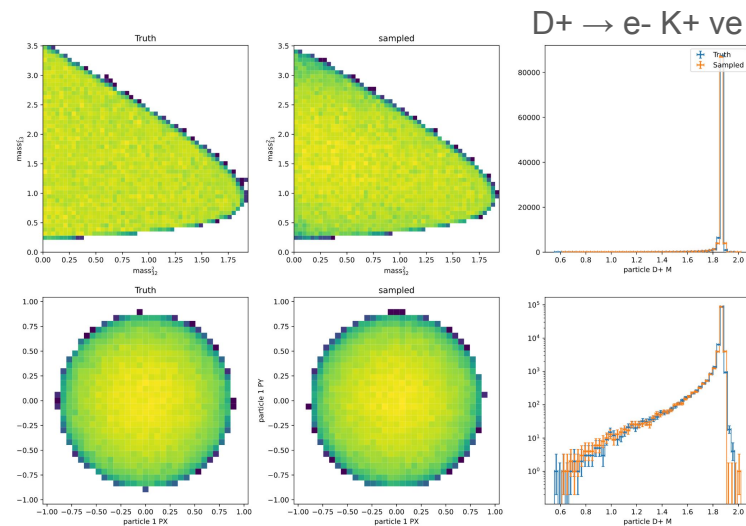 D+ → e- K+ ve
Truth
sampled
Truth
Sampled
3.5
3.0
2.5
2.0
1.5
1.0
0.5
0.0
mass²₁₃
0.00 0.25 0.50 0.75 1.00 1.25 1.50 1.75
mass²₁₂
3.5
3.0
2.5
2.0
1.5
1.0
0.5
0.0
mass²₁₃
0.00 0.25 0.50 0.75 1.00 1.25 1.50 1.75
mass²₁₂
80000
60000
40000
20000
0
0.6 0.8 1.0 1.2 1.4 1.6 1.8 2.0
particle D+ M
Truth
sampled
1.00
0.75
0.50
0.25
0.00
−0.25
−0.50
−0.75
−1.00
−1.00 −0.75 −0.50 −0.25 0.00 0.25 0.50 0.75 1.00
particle 1 PX
particle 1 PY
1.00
0.75
0.50
0.25
0.00
−0.25
−0.50
−0.75
−1.00
−1.00 −0.75 −0.50 −0.25 0.00 0.25 0.50 0.75 1.00
particle 1 PX
10⁵
10⁴
10³
10²
10¹
10⁰
0.6 0.8 1.0 1.2 1.4 1.6 1.8 2.0
particle D+ M